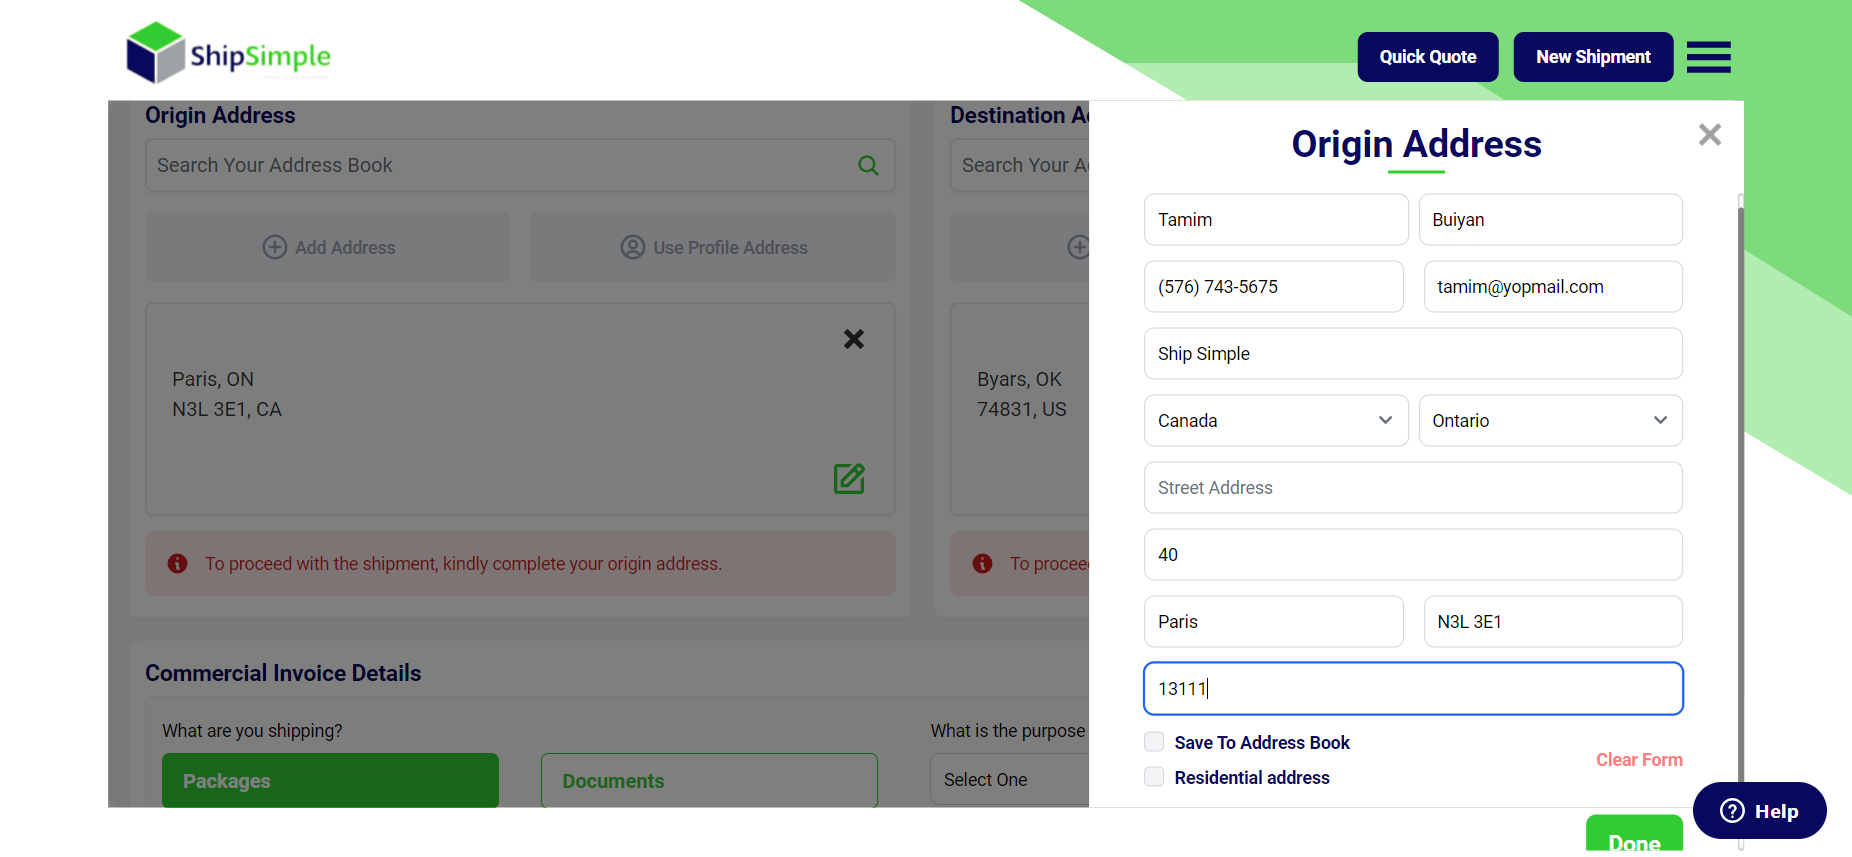 ShipSimple
Quick Quote
New Shipment
Origin Address
Search Your Address Book
Add Address
Use Profile Address
Paris, ON
N3L 3E1, CA
To proceed with the shipment, kindly complete your origin address.
Destination A
Search Your A
Byars, OK
74831, US
To procee
Commercial Invoice Details
What are you shipping?
Packages
Documents
What is the purpose
Select One
Origin Address
Tamim
Buiyan
(576) 743-5675
tamim@yopmail.com
Ship Simple
Canada
Ontario
Street Address
40
Paris
N3L 3E1
13111
Save To Address Book
Residential address
Clear Form
Done
Help